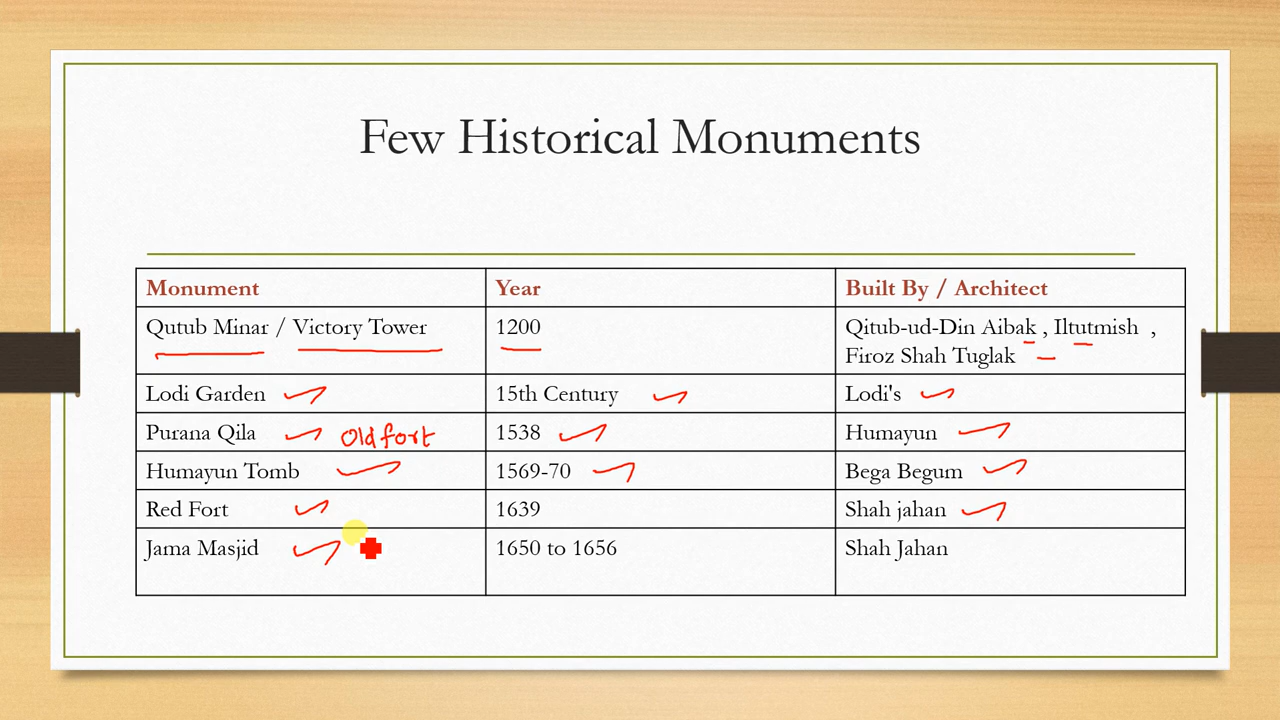 Few Historical Monuments
Monument Year Built By / Architect
Qutub Minar / Victory Tower 1200 Qitub-ud-Din Aibak , Iltutmish ,
Firoz Shah Tuglak
Lodi Garden 15th Century Lodi's
Purana Qila Old fort 1538 Humayun
Humayun Tomb 1569-70 Bega Begum
Red Fort 1639 Shah jahan
Jama Masjid 1650 to 1656 Shah Jahan